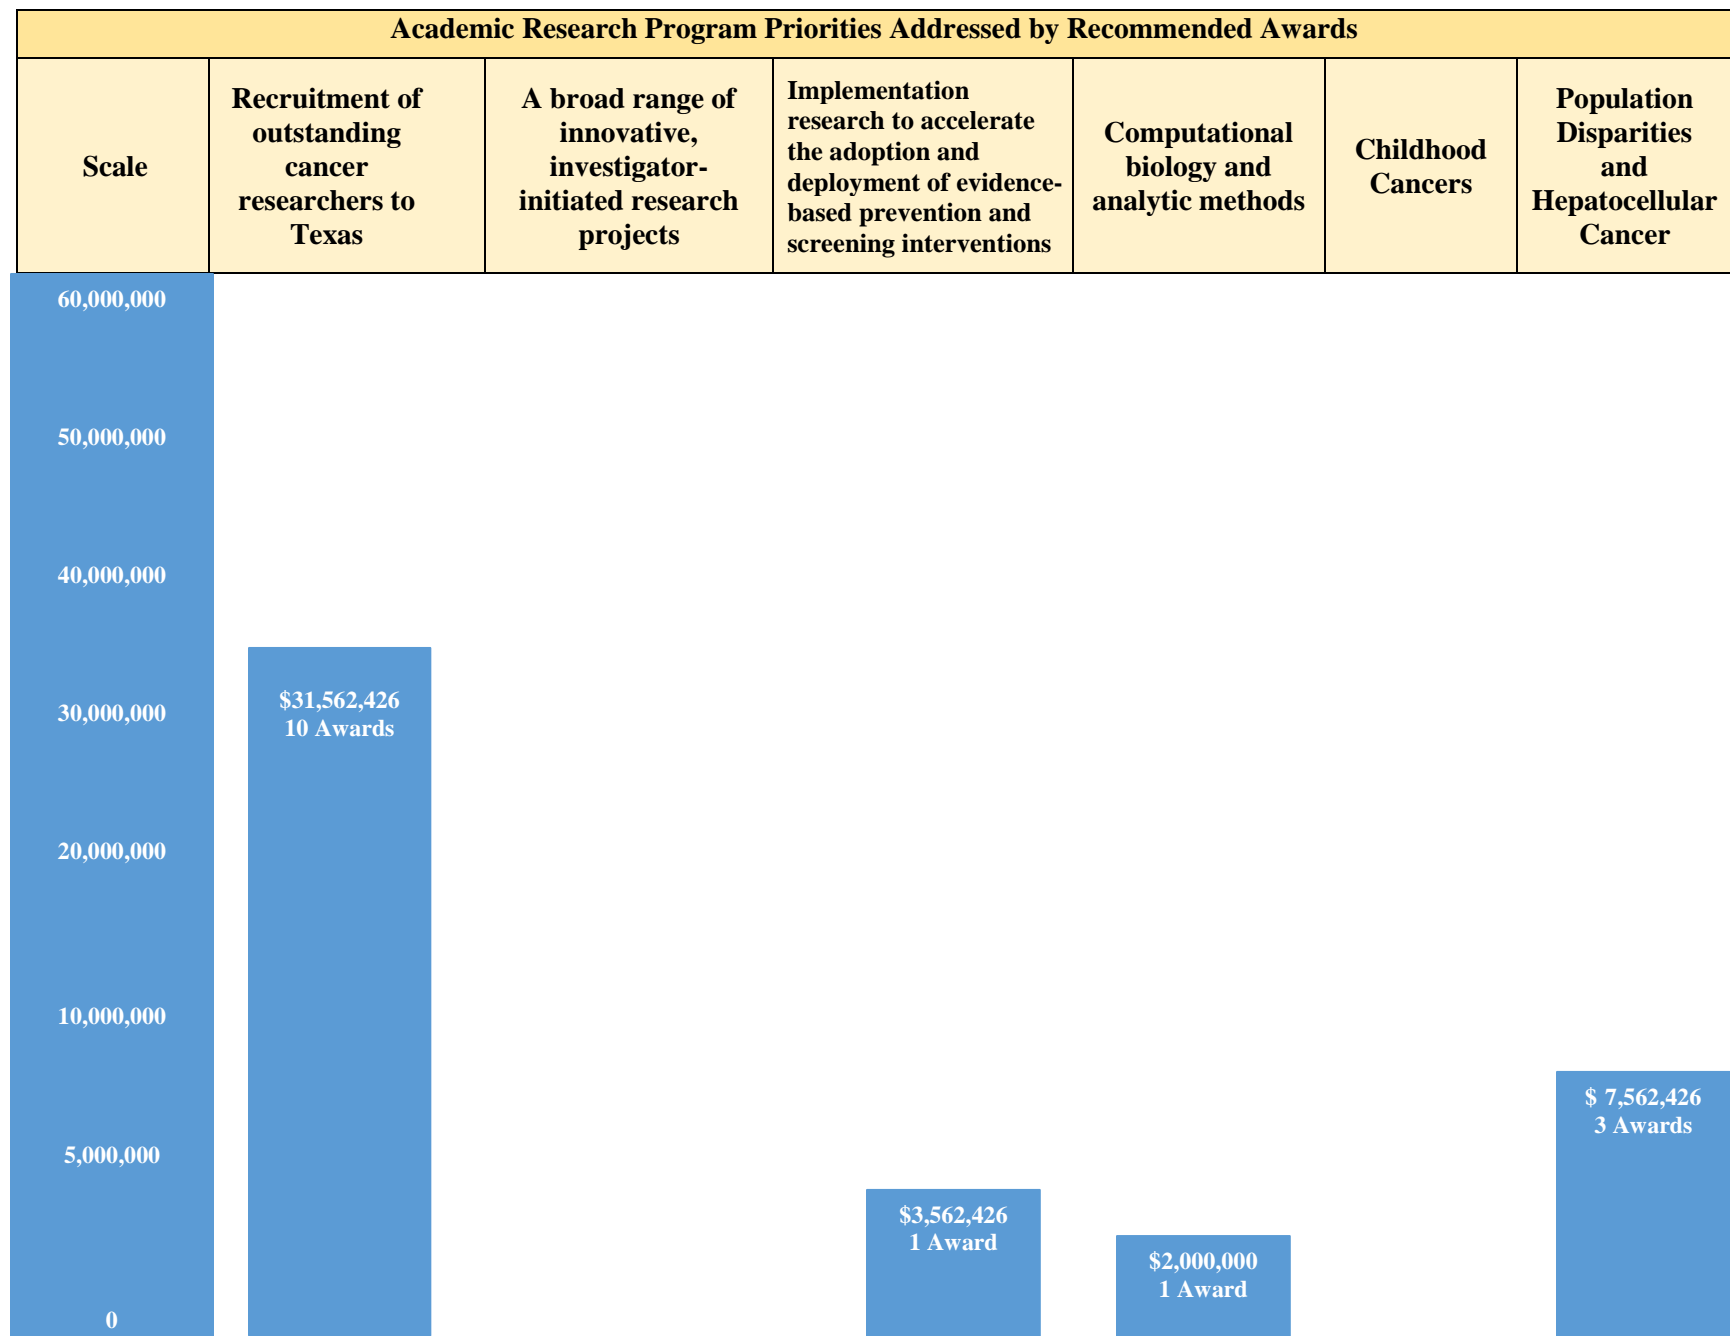 Academic Research Program Priorities Addressed by Recommended Awards
Scale
Recruitment of
outstanding
cancer
researchers to
Texas
A broad range of
innovative,
investigator-
initiated research
projects
Implementation
research to accelerate
the adoption and
deployment of evidence-
based prevention and
screening interventions
Computational
biology and
analytic methods
Childhood
Cancers
Population
Disparities
and
Hepatocellular
Cancer
60,000,000
50,000,000
40,000,000
30,000,000
20,000,000
10,000,000
5,000,000
0
$31,562,426
10 Awards
$3,562,426
1 Award
$2,000,000
1 Award
$ 7,562,426
3 Awards